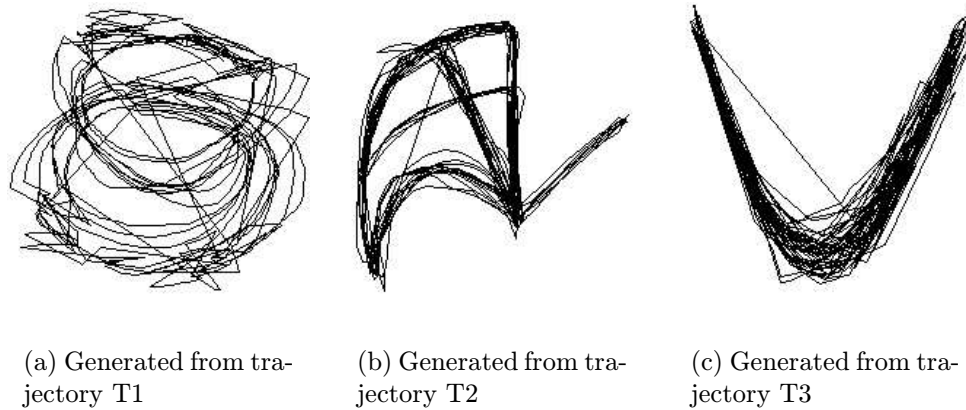 (a) Generated from tra-
jectory T1
(b) Generated from tra-
jectory T2
(c) Generated from tra-
jectory T3